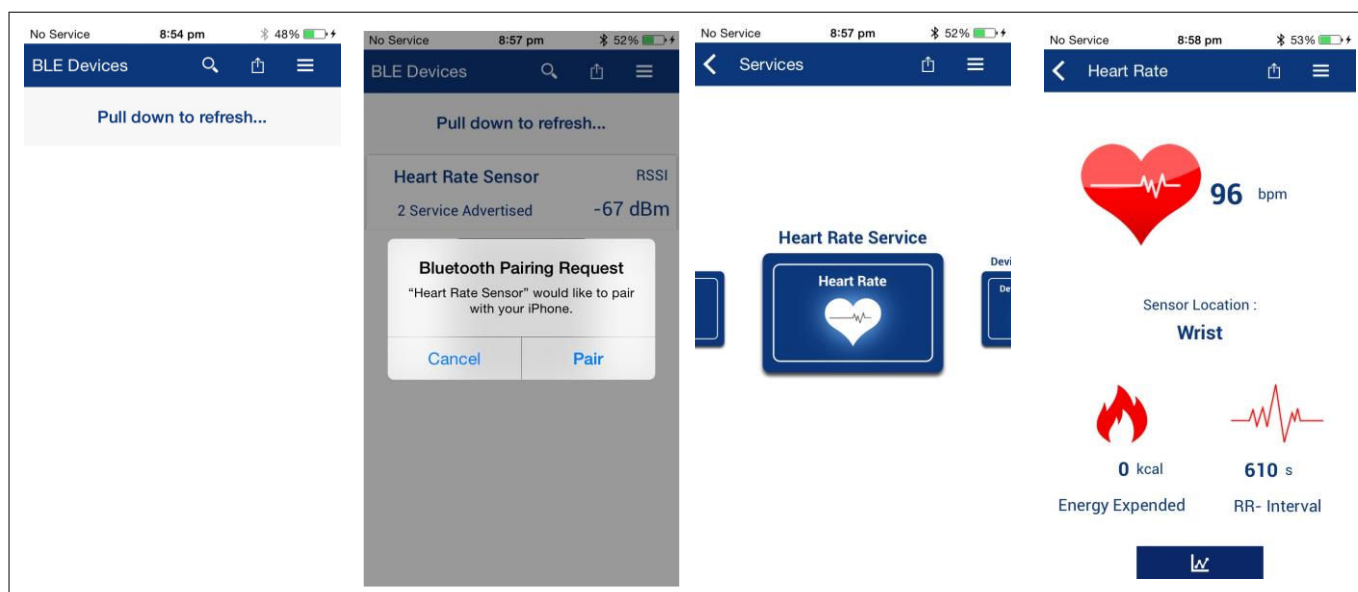 No Service 8:54 pm 48%
BLE Devices
Pull down to refresh...
No Service 8:57 pm 52%
BLE Devices
Pull down to refresh...
Heart Rate Sensor RSSI
2 Service Advertised -67 dBm
Bluetooth Pairing Request
“Heart Rate Sensor” would like to pair
with your iPhone.
Cancel Pair
No Service 8:57 pm 52%
Services
Heart Rate Service
Heart Rate
No Service 8:58 pm 53%
Heart Rate
96 bpm
Sensor Location :
Wrist
0 kcal 610 s
Energy Expended RR- Interval